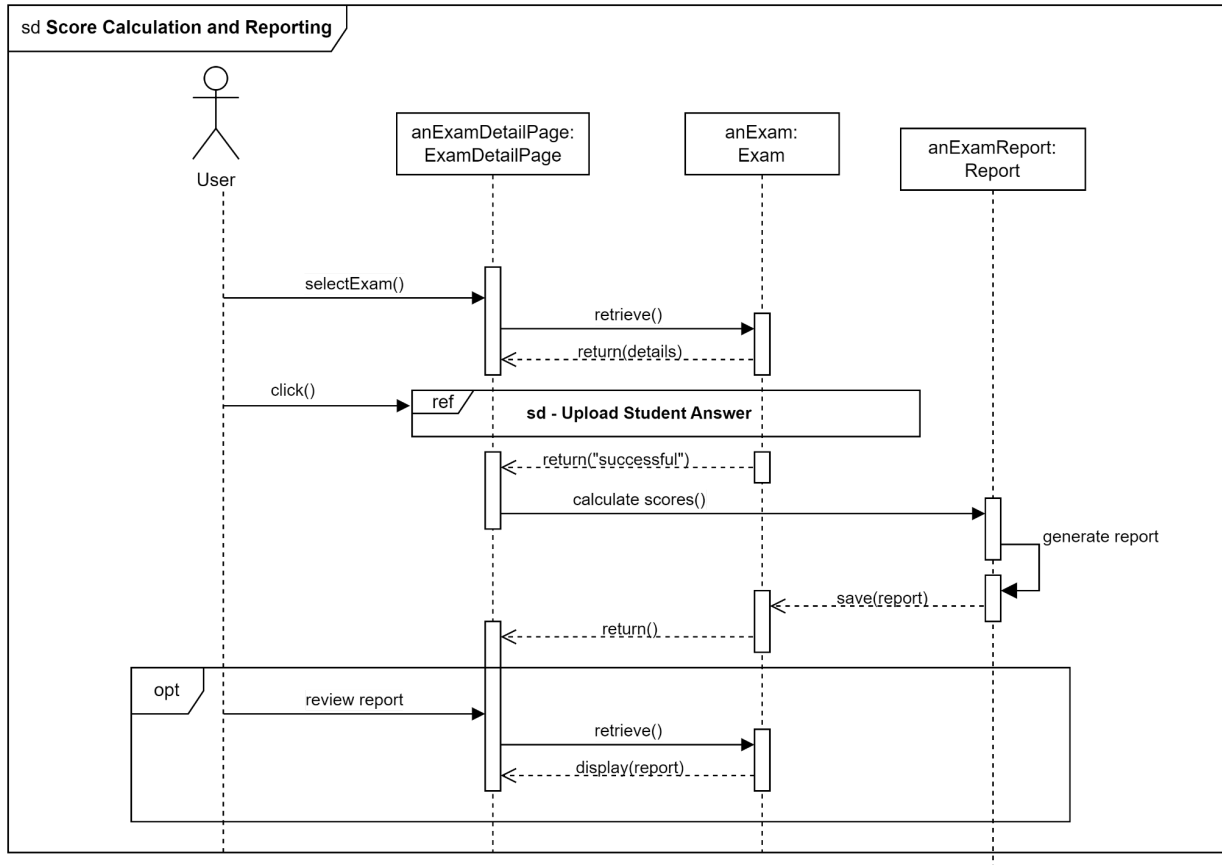 sd Score Calculation and Reporting
User
anExamDetailPage:
ExamDetailPage
anExam:
Exam
anExamReport:
Report
selectExam()
retrieve()
return(details)
click()
ref
sd - Upload Student Answer
return("successful")
calculate scores()
generate report
save(report)
return()
opt
review report
retrieve()
display(report)